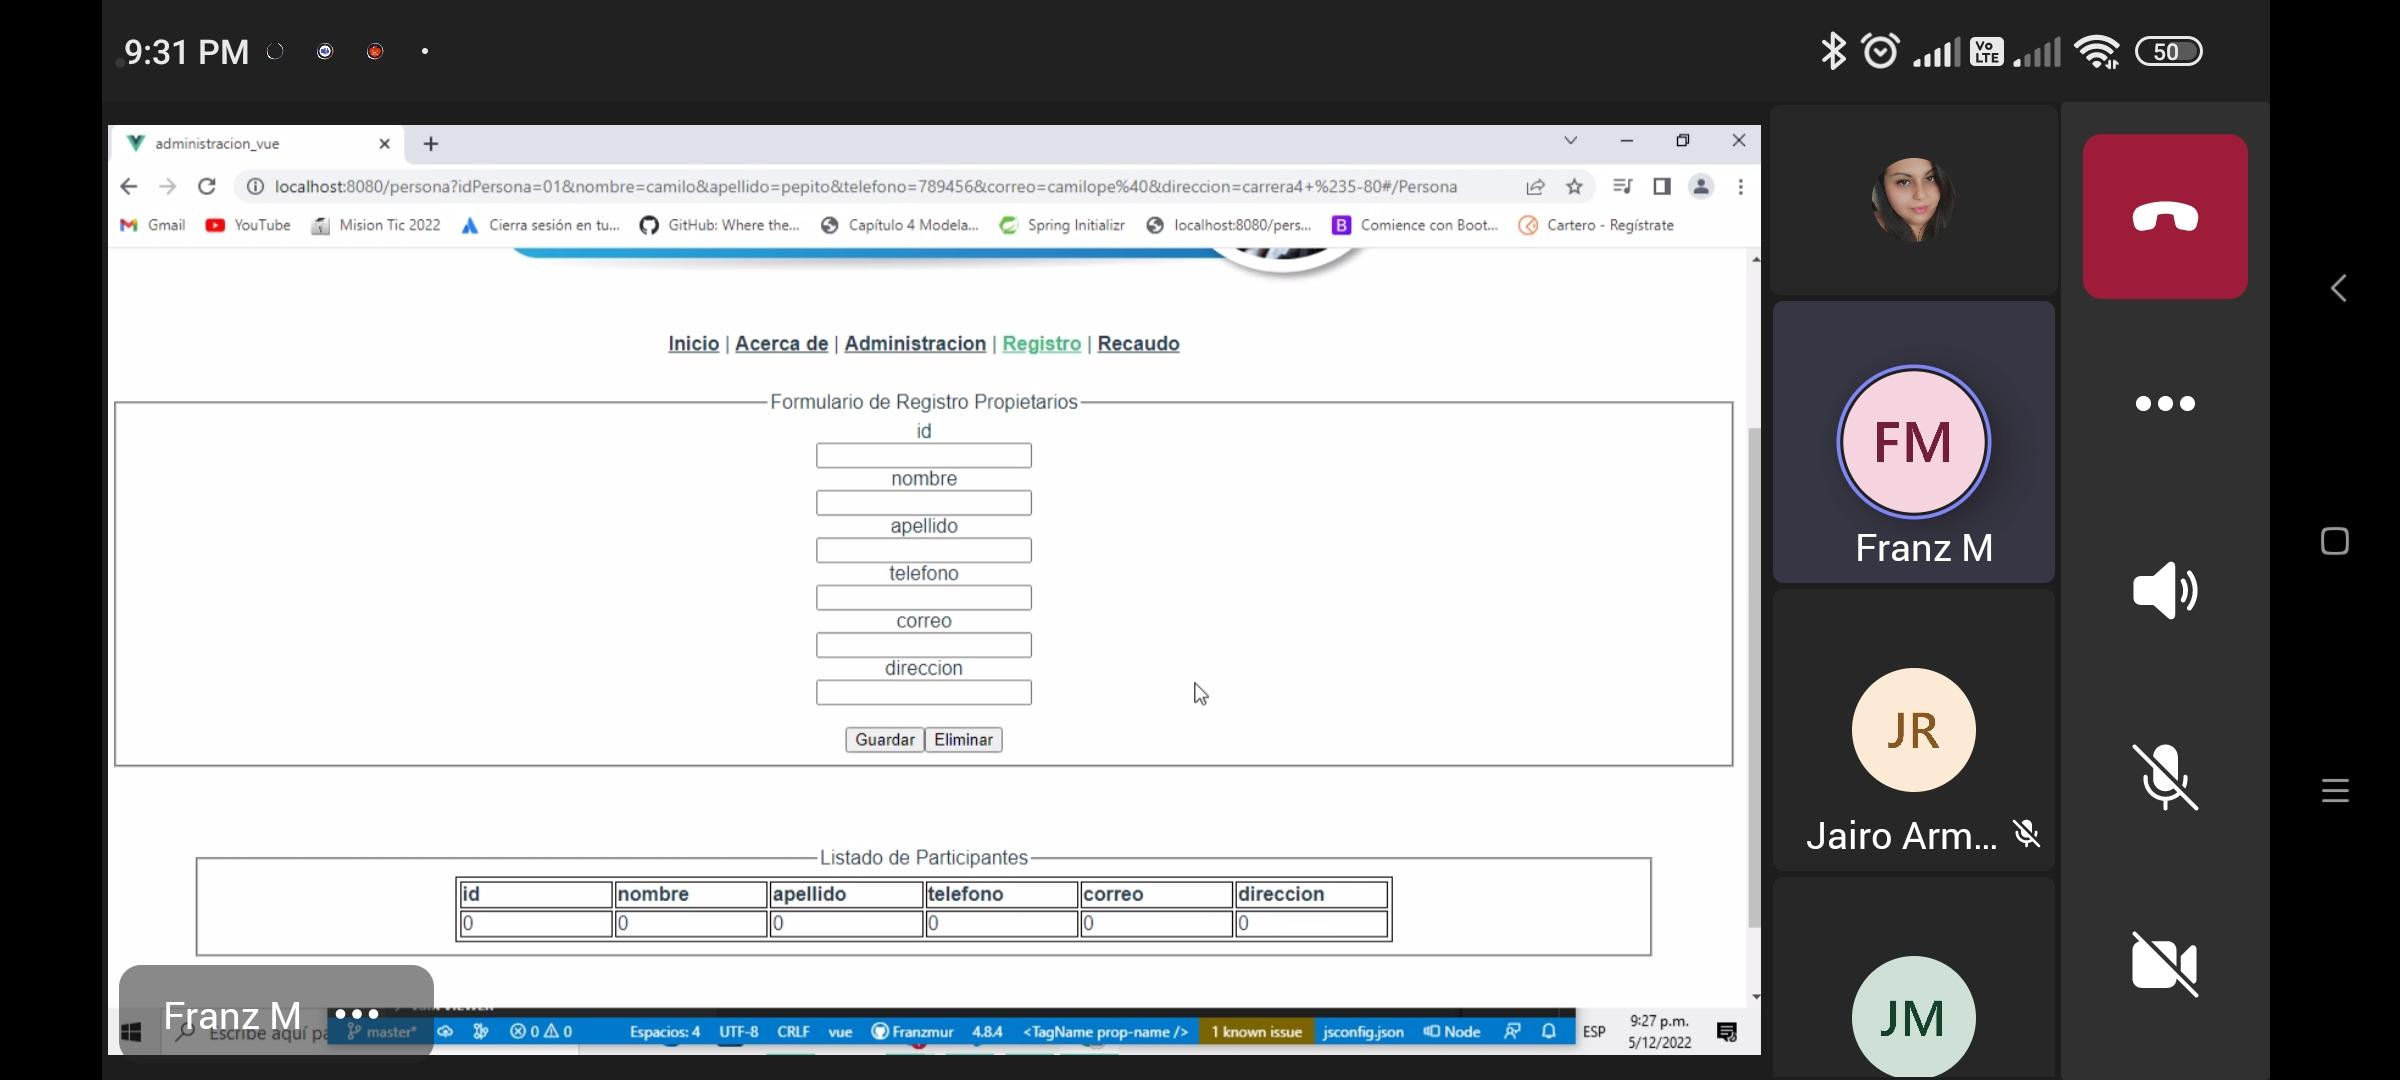 9:31 PM
Vo LTE
50
administracion_vue
localhost:8080/persona?idPersona=01&nombre=camilo&apellido=pepito&telefono=789456&correo=camilope%40&direccion=carrera4+%235-80#/Persona
Gmail YouTube Mision Tic 2022 Cierra sesión en tu... GitHub: Where the... Capítulo 4 Modela... Spring Initializr localhost:8080/pers... B Comience con Boot... Cartero - Regístrate
Inicio | Acerca de | Administracion | Registro | Recaudo
Formulario de Registro Propietarios
id
nombre
apellido
telefono
correo
direccion
Guardar Eliminar
Listado de Participantes
id nombre apellido telefono correo direccion
0 0 0 0 0 0
Franz M
Escribe aquí pa
master* 0 0 Espacios: 4 UTF-8 CRLF vue Franzmur 4.8.4 <TagName prop-name /> 1 known issue jsconfig.json Node
ESP
9:27 p.m.
5/12/2022
FM
Franz M
JR
Jairo Arm...
JM